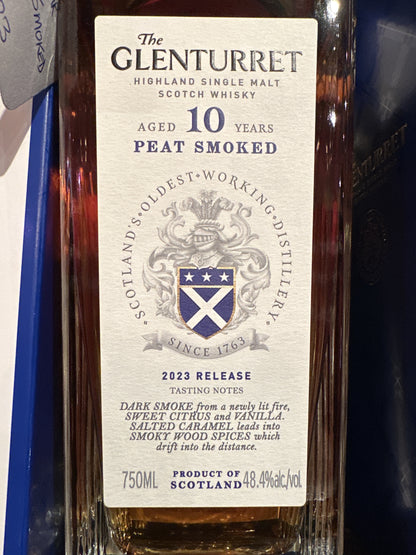 The
GLENTURRET
HIGHLAND SINGLE MALT
SCOTCH WHISKY
AGED 10 YEARS
PEAT SMOKED
SCOTLAND'S OLDEST WORKING DISTILLERY
SINCE 1763
2023 RELEASE
TASTING NOTES
DARK SMOKE from a newly lit fire,
SWEET CITRUS and VANILLA.
SALTED CARAMEL leads into
SMOKY WOOD SPICES which
drift into the distance.
750ML PRODUCT OF SCOTLAND 48.4%alc/vol.
SMOKED
LENTURRET